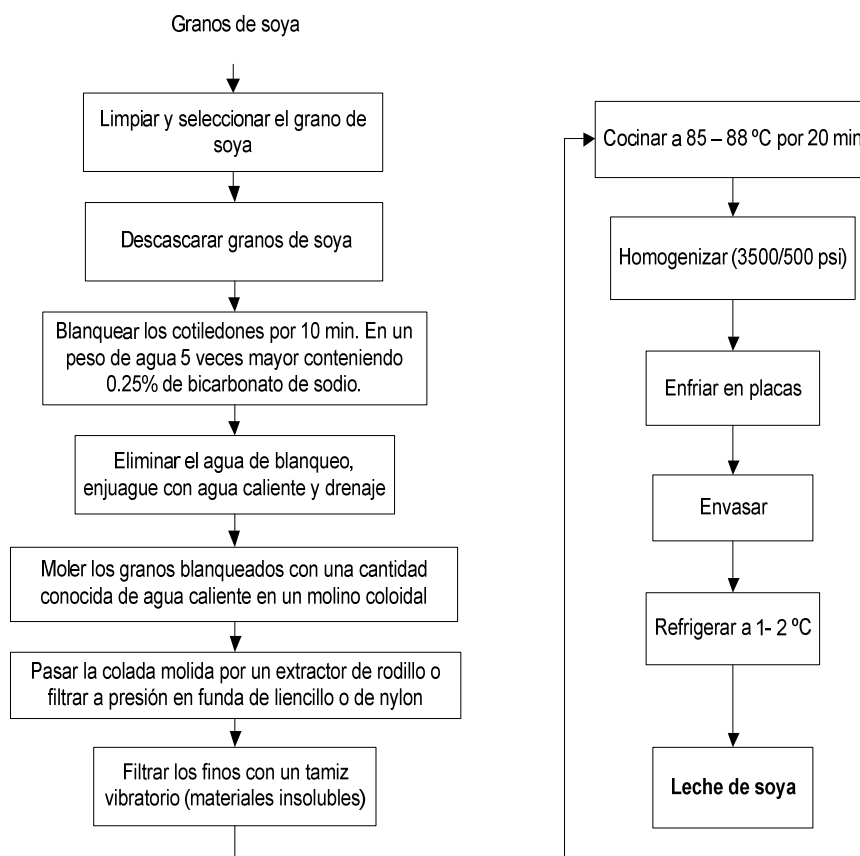 Granos de soya
Limpiar y seleccionar el grano de
soya
Descascarar granos de soya
Blanquear los cotiledones por 10 min. En un
peso de agua 5 veces mayor conteniendo
0.25% de bicarbonato de sodio.
Eliminar el agua de blanqueo,
enjuague con agua caliente y drenaje
Moler los granos blanqueados con una cantidad
conocida de agua caliente en un molino coloidal
Pasar la colada molida por un extractor de rodillo o
filtrar a presión en funda de liencillo o de nylon
Filtrar los finos con un tamiz
vibratorio (materiales insolubles)
Cocinar a 85 – 88 ºC por 20 min
Homogenizar (3500/500 psi)
Enfriar en placas
Envasar
Refrigerar a 1- 2 ºC
Leche de soya